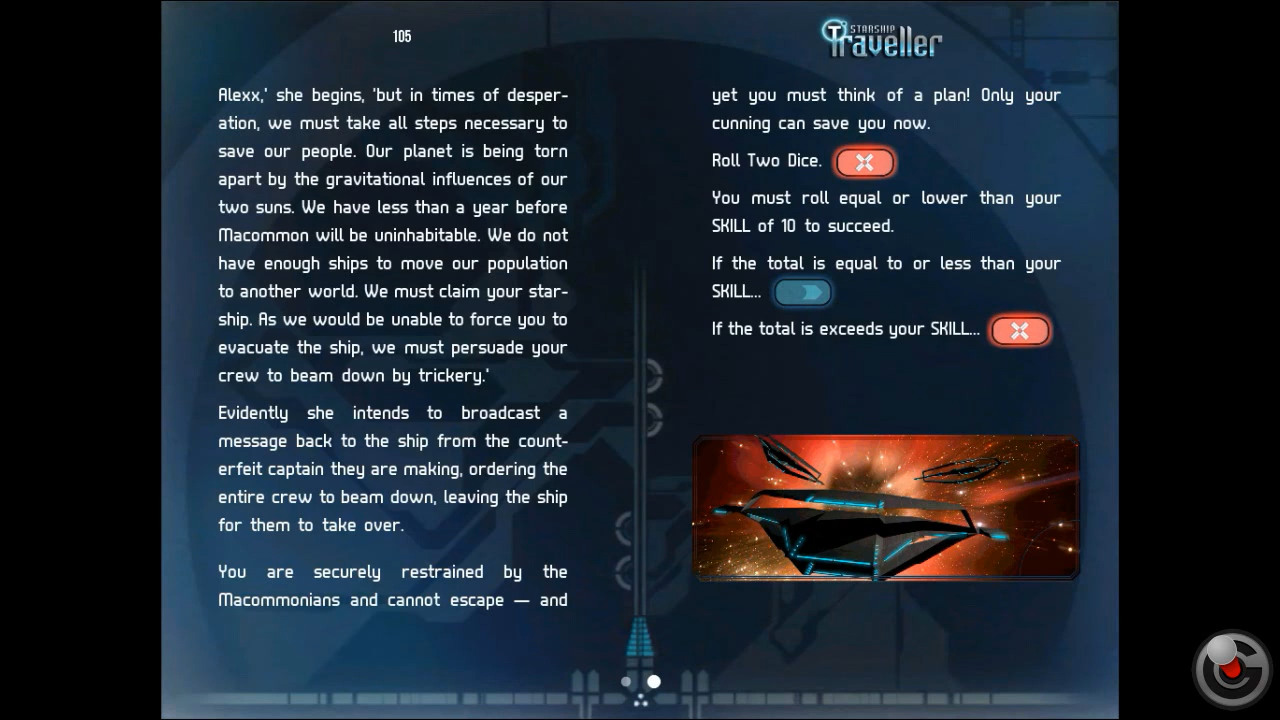 105
Alexx,' she begins, 'but in times of desper-
ation, we must take all steps necessary to
save our people. Our planet is being torn
apart by the gravitational influences of our
two suns. We have less than a year before
Macommon will be uninhabitable. We do not
have enough ships to move our population
to another world. We must claim your star-
ship. As we would be unable to force you to
evacuate the ship, we must persuade your
crew to beam down by trickery.'
Evidently she intends to broadcast a
message back to the ship from the count-
erfeit captain they are making, ordering the
entire crew to beam down, leaving the ship
for them to take over.
You are securely restrained by the
Macommonians and cannot escape — and
STARSHIP
Traveller
yet you must think of a plan! Only your
cunning can save you now.
Roll Two Dice.
You must roll equal or lower than your
SKILL of 10 to succeed.
If the total is equal to or less than your
SKILL...
If the total is exceeds your SKILL...